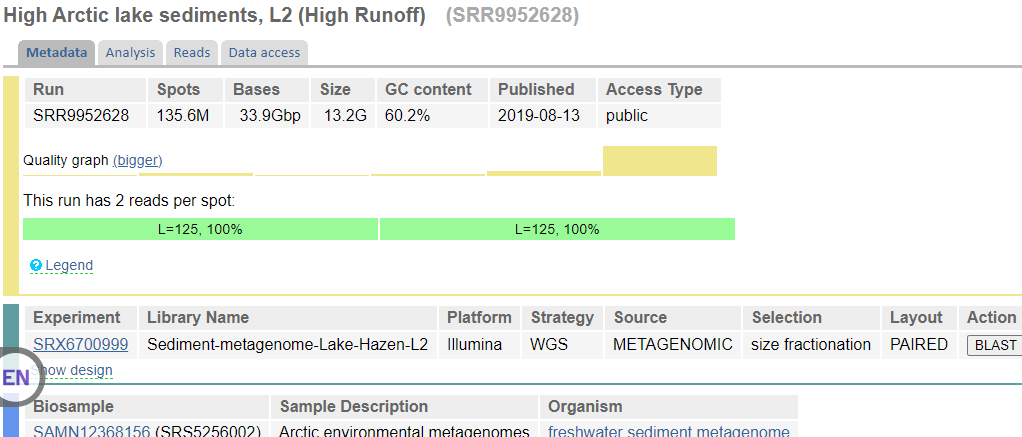 High Arctic lake sediments, L2 (High Runoff) (SRR9952628)
Metadata Analysis Reads Data access
Run Spots Bases Size GC content Published Access Type
SRR9952628 135.6M 33.9Gbp 13.2G 60.2% 2019-08-13 public
Quality graph (bigger)
This run has 2 reads per spot:
L=125, 100% L=125, 100%
? Legend
Experiment Library Name Platform Strategy Source Selection Layout Action
SRX6700999 Sediment-metagenome-Lake-Hazen-L2 Illumina WGS METAGENOMIC size fractionation PAIRED BLAST
EN how design
Biosample Sample Description Organism
SAMN12368156 (SRS5256002) Arctic environmental metagenomes freshwater sediment metagenome